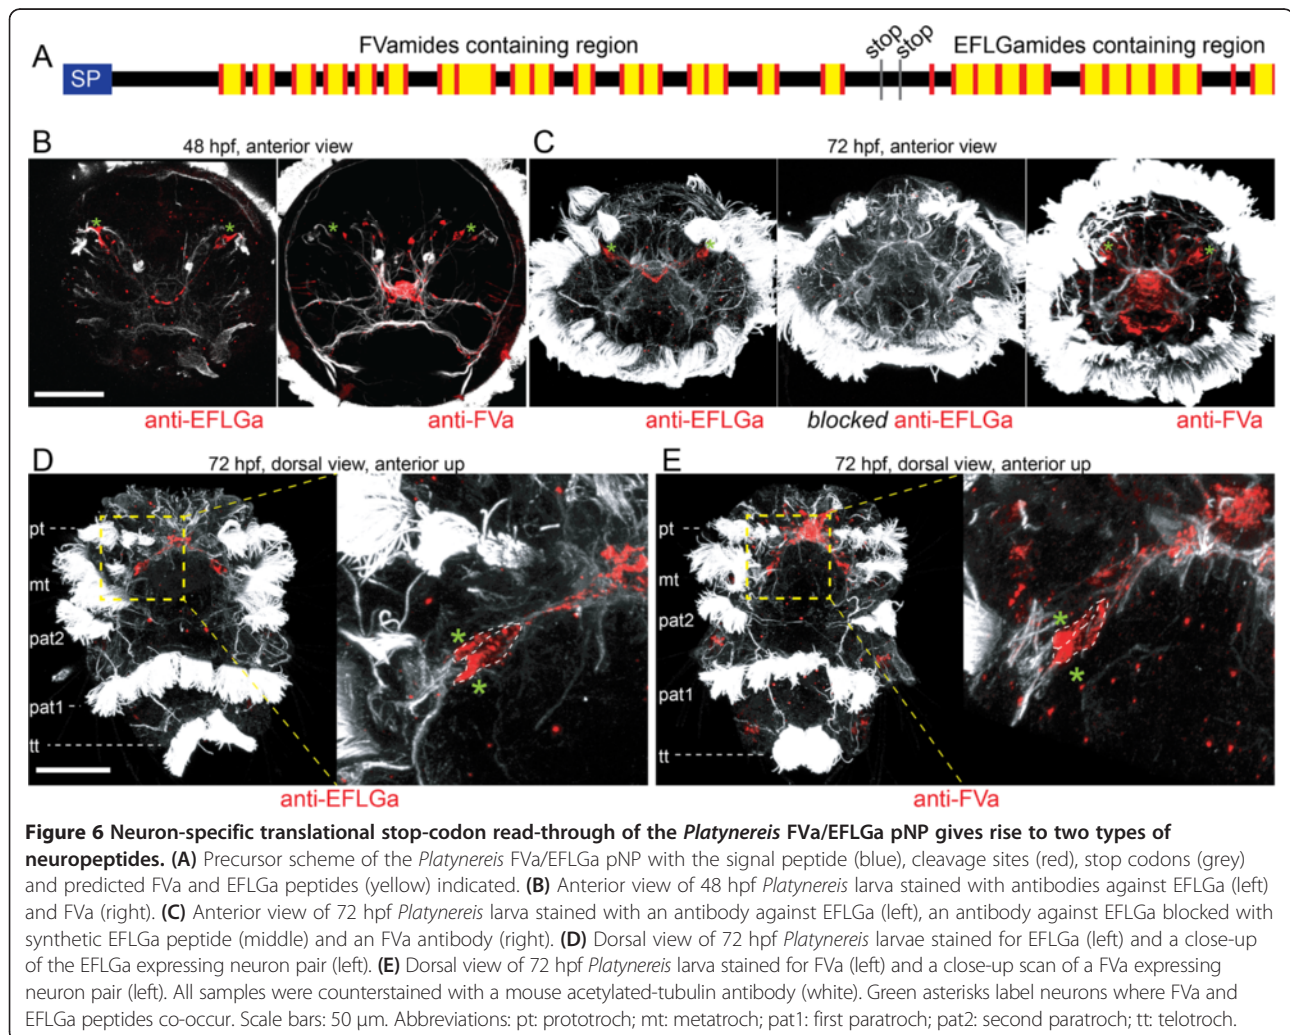 A
SP
FVamides containing region
stop
stop
EFLGamides containing region
B
48 hpf, anterior view
anti-EFLGa
anti-FVa
C
72 hpf, anterior view
anti-EFLGa
blocked anti-EFLGa
anti-FVa
D
72 hpf, dorsal view, anterior up
pt
mt
pat2
pat1
tt
anti-EFLGa
E
72 hpf, dorsal view, anterior up
pt
mt
pat2
pat1
tt
anti-FVa
Figure 6 Neuron-specific translational stop-codon read-through of the Platynereis FVa/EFLGa pNP gives rise to two types of
neuropeptides. (A) Precursor scheme of the Platynereis FVa/EFLGa pNP with the signal peptide (blue), cleavage sites (red), stop codons (grey)
and predicted FVa and EFLGa peptides (yellow) indicated. (B) Anterior view of 48 hpf Platynereis larva stained with antibodies against EFLGa (left)
and FVa (right). (C) Anterior view of 72 hpf Platynereis larva stained with an antibody against EFLGa (left), an antibody against EFLGa blocked with
synthetic EFLGa peptide (middle) and an FVa antibody (right). (D) Dorsal view of 72 hpf Platynereis larvae stained for EFLGa (left) and a close-up
of the EFLGa expressing neuron pair (left). (E) Dorsal view of 72 hpf Platynereis larva stained for FVa (left) and a close-up scan of a FVa expressing
neuron pair (left). All samples were counterstained with a mouse acetylated-tubulin antibody (white). Green asterisks label neurons where FVa and
EFLGa peptides co-occur. Scale bars: 50 μm. Abbreviations: pt: prototroch; mt: metatroch; pat1: first paratroch; pat2: second paratroch; tt: telotroch.